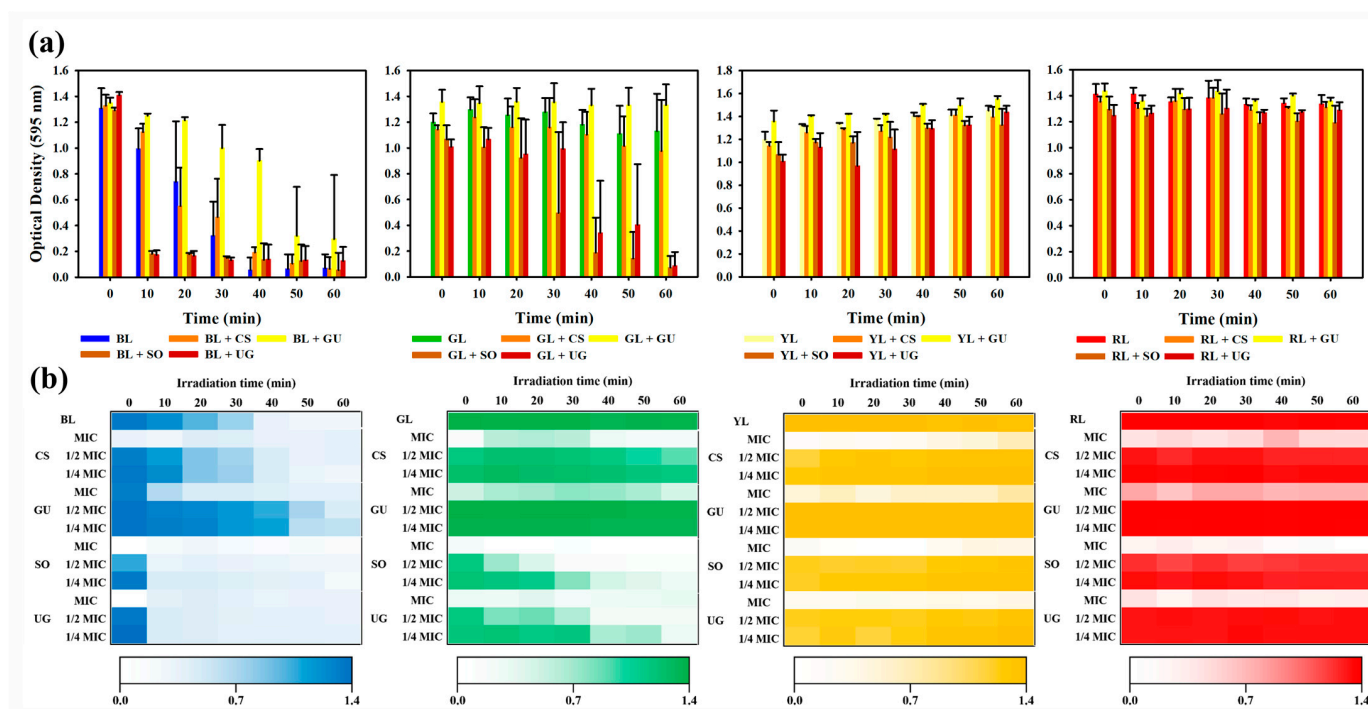 (a)
Optical Density (595 nm)
1.6
1.4
1.2
1.0
0.8
0.6
0.4
0.2
0.0
0 10 20 30 40 50 60
Time (min)
BL BL + CS BL + GU
BL + SO BL + UG
1.6
1.4
1.2
1.0
0.8
0.6
0.4
0.2
0.0
0 10 20 30 40 50 60
Time (min)
GL GL + CS GL + GU
GL + SO GL + UG
1.8
1.6
1.4
1.2
1.0
0.8
0.6
0.4
0.2
0.0
0 10 20 30 40 50 60
Time (min)
YL YL + CS YL + GU
YL + SO YL + UG
1.6
1.4
1.2
1.0
0.8
0.6
0.4
0.2
0.0
0 10 20 30 40 50 60
Time (min)
RL RL + CS RL + GU
RL + SO RL + UG
(b)
Irradiation time (min)
0 10 20 30 40 50 60
BL
MIC
CS 1/2 MIC
1/4 MIC
MIC
GU 1/2 MIC
1/4 MIC
MIC
SO 1/2 MIC
1/4 MIC
MIC
UG 1/2 MIC
1/4 MIC
0.0 0.7 1.4
Irradiation time (min)
0 10 20 30 40 50 60
GL
MIC
CS 1/2 MIC
1/4 MIC
MIC
GU 1/2 MIC
1/4 MIC
MIC
SO 1/2 MIC
1/4 MIC
MIC
UG 1/2 MIC
1/4 MIC
0.0 0.7 1.4
Irradiation time (min)
0 10 20 30 40 50 60
YL
MIC
CS 1/2 MIC
1/4 MIC
MIC
GU 1/2 MIC
1/4 MIC
MIC
SO 1/2 MIC
1/4 MIC
MIC
UG 1/2 MIC
1/4 MIC
0.0 0.7 1.4
Irradiation time (min)
0 10 20 30 40 50 60
RL
MIC
CS 1/2 MIC
1/4 MIC
MIC
GU 1/2 MIC
1/4 MIC
MIC
SO 1/2 MIC
1/4 MIC
MIC
UG 1/2 MIC
1/4 MIC
0.0 0.7 1.4